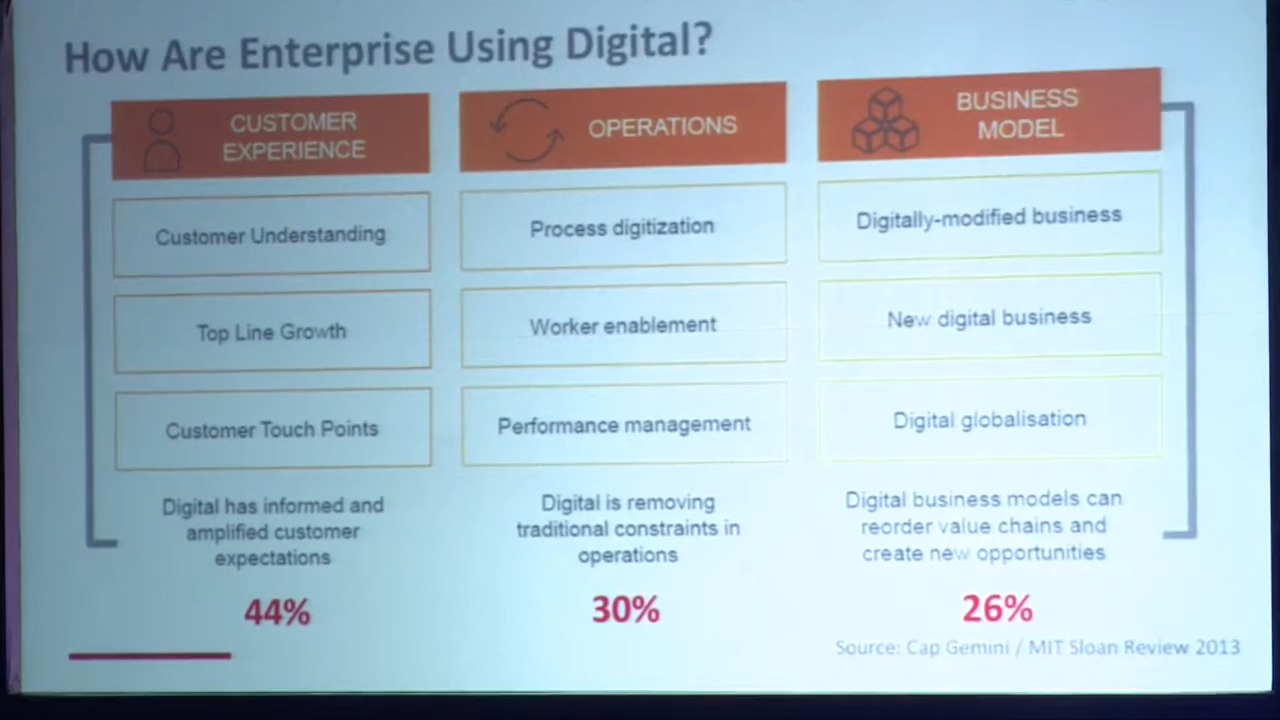 How Are Enterprise Using Digital?
CUSTOMER
EXPERIENCE
Customer Understanding
Top Line Growth
Customer Touch Points
Digital has informed and
amplified customer
expectations
44%
OPERATIONS
Process digitization
Worker enablement
Performance management
Digital is removing
traditional constraints in
operations
30%
BUSINESS
MODEL
Digitally-modified business
New digital business
Digital globalisation
Digital business models can
reorder value chains and
create new opportunities
26%
Source: Cap Gemini / MIT Sloan Review 2013